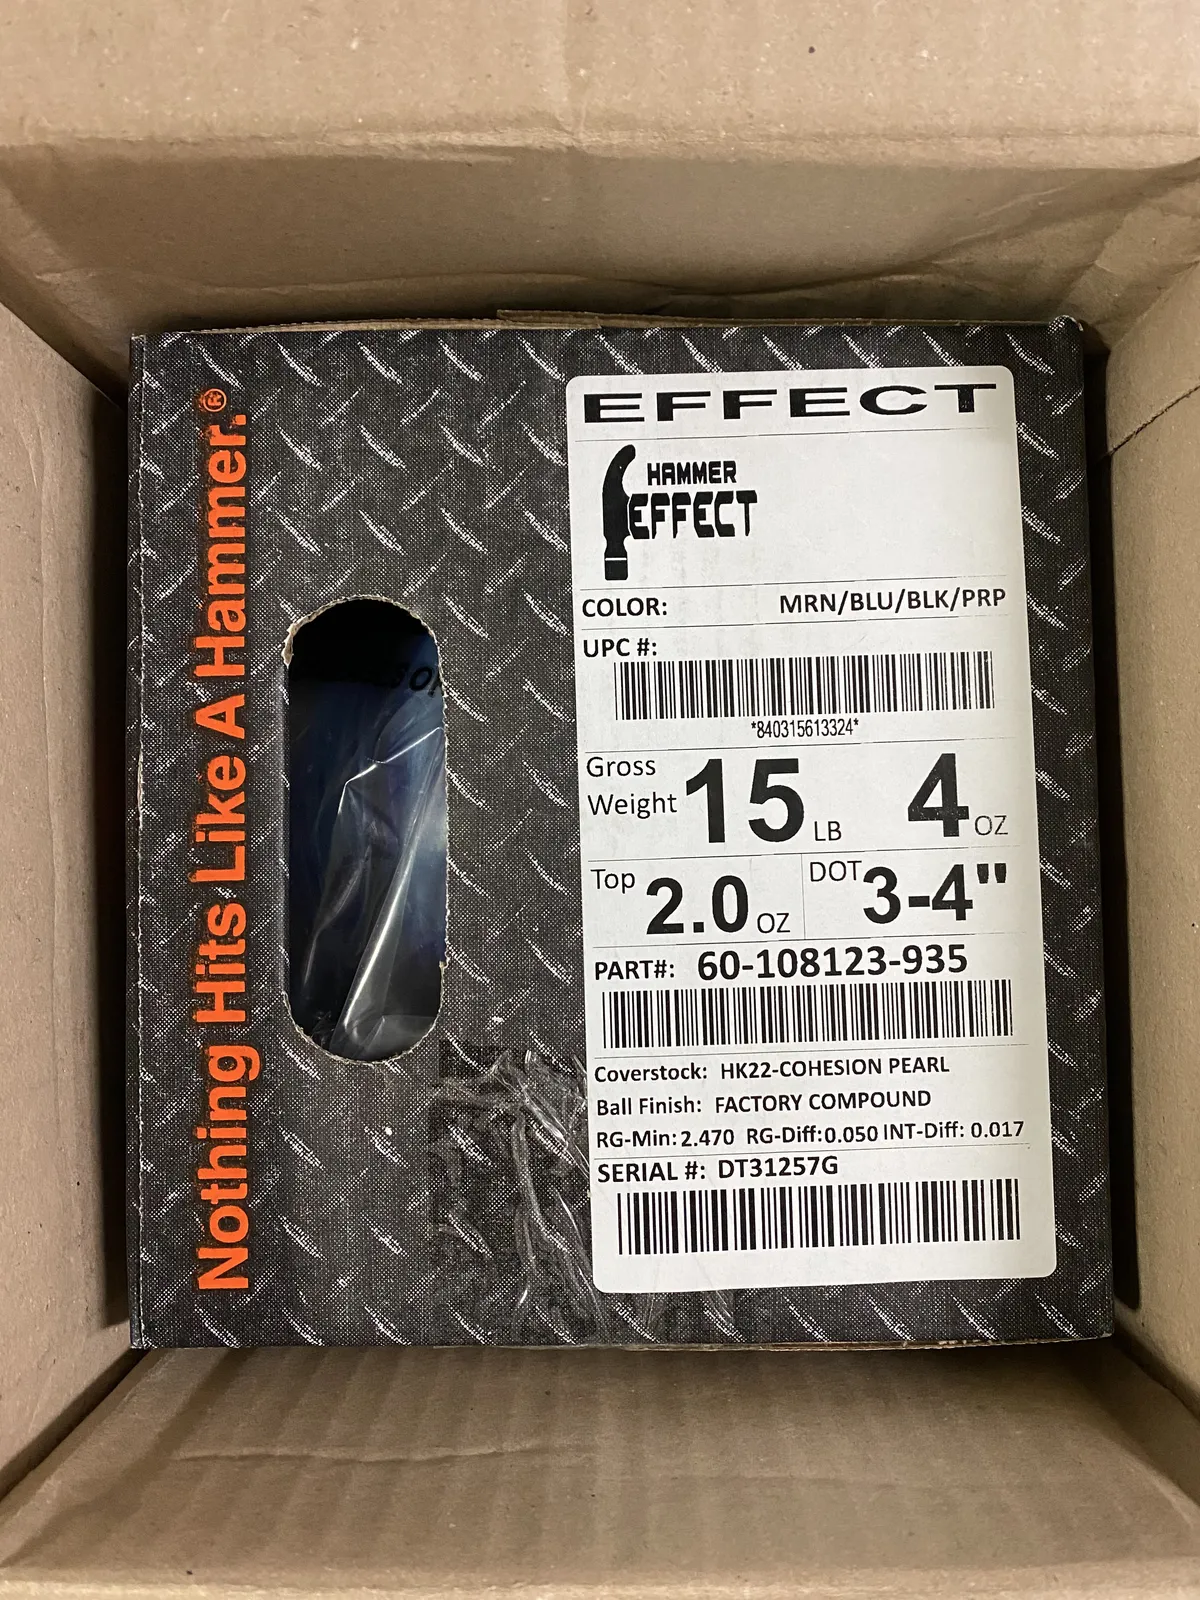 Nothing Hits Like A Hammer.®
EFFECT
HAMMER
EFFECT
COLOR: MRN/BLU/BLK/PRP
UPC #:
*840315613324*
Gross
Weight 15 LB 4 OZ
Top 2.0 OZ DOT 3-4"
PART#: 60-108123-935
Coverstock: HK22-COHESION PEARL
Ball Finish: FACTORY COMPOUND
RG-Min: 2.470 RG-Diff: 0.050 INT-Diff: 0.017
SERIAL #: DT31257G